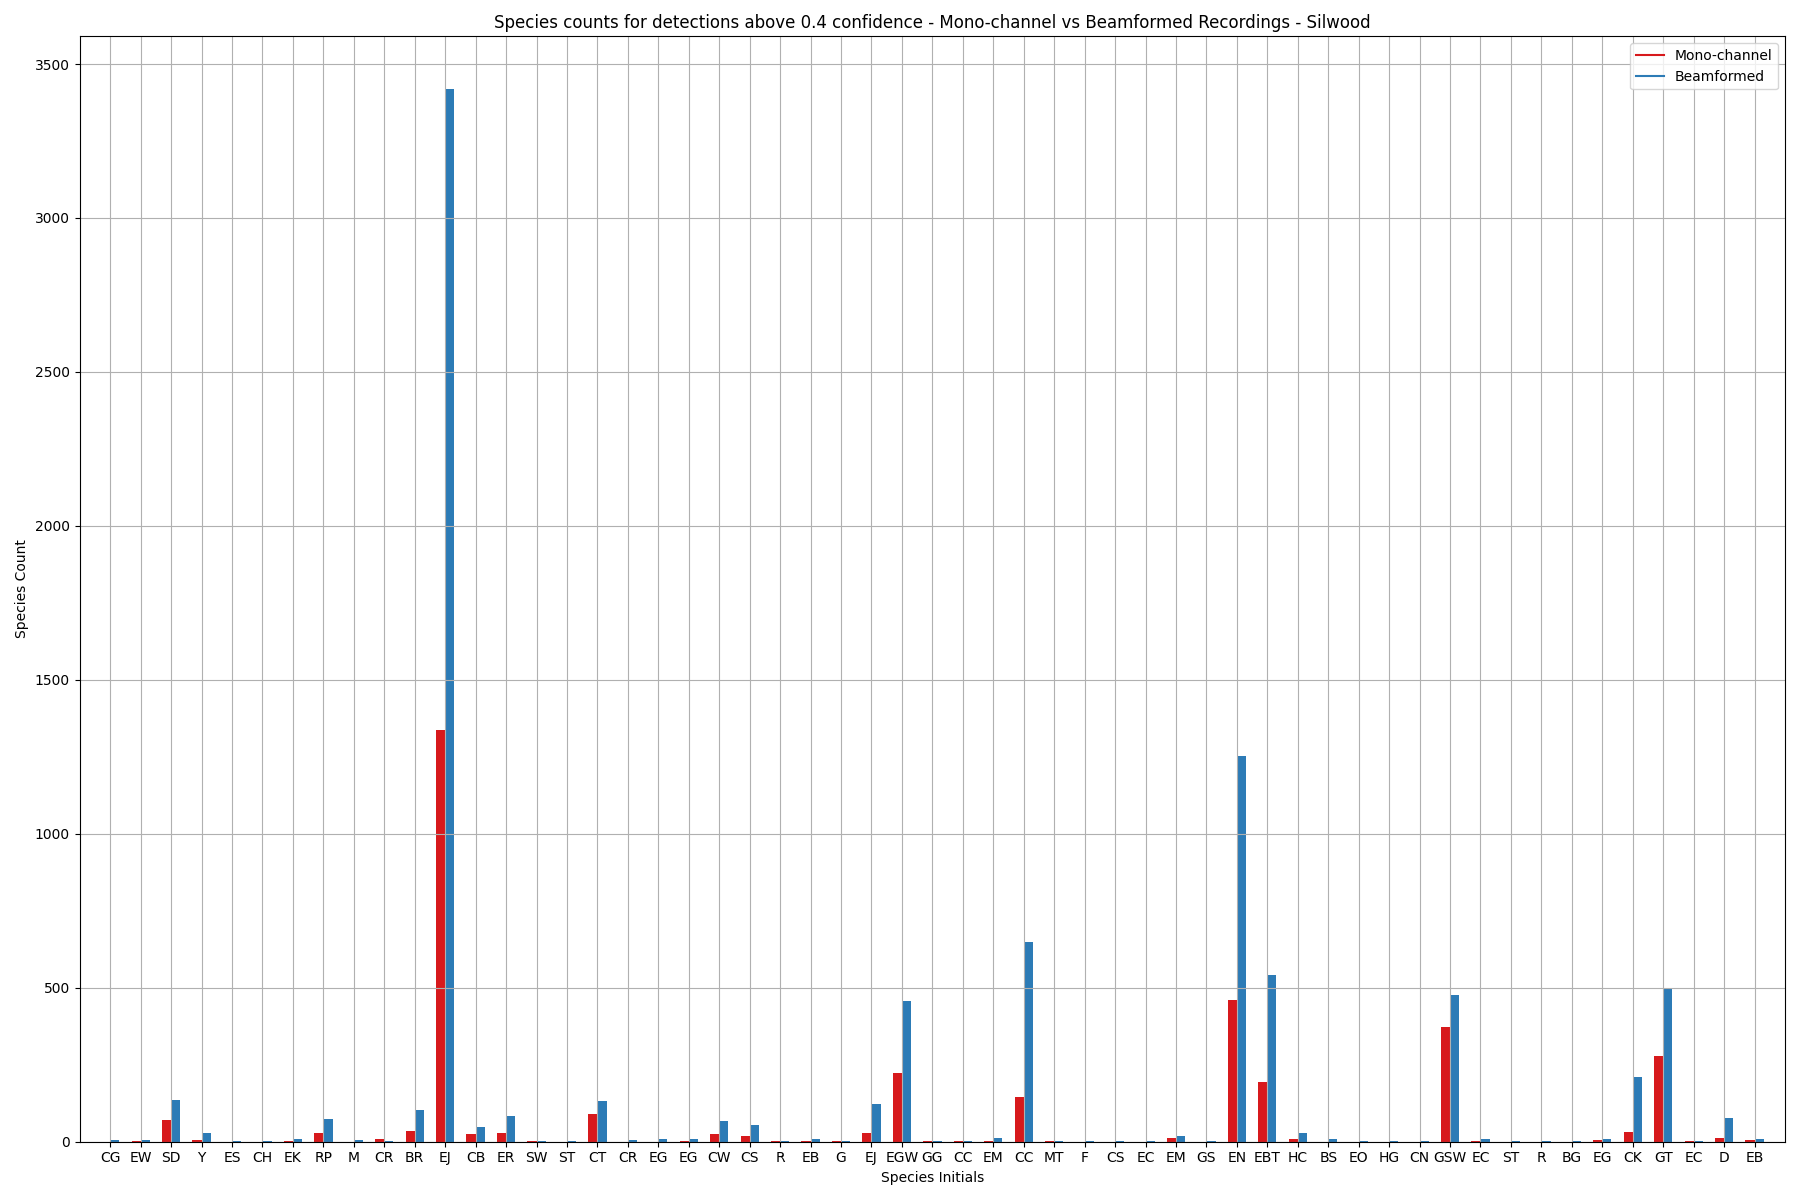 Species counts for detections above 0.4 confidence - Mono-channel vs Beamformed Recordings - Silwood
Mono-channel
Beamformed
3500
3000
2500
2000
1500
1000
500
0
Species Count
CG EW SD Y ES CH EK RP M CR BR EJ CB ER SW ST CT CR EG EG CW CS R EB G EJ EGW GG CC EM CC MT F CS EC EM GS EN EBT HC BS EO HG CN GSW EC ST R BG EG CK GT EC D EB
Species Initials